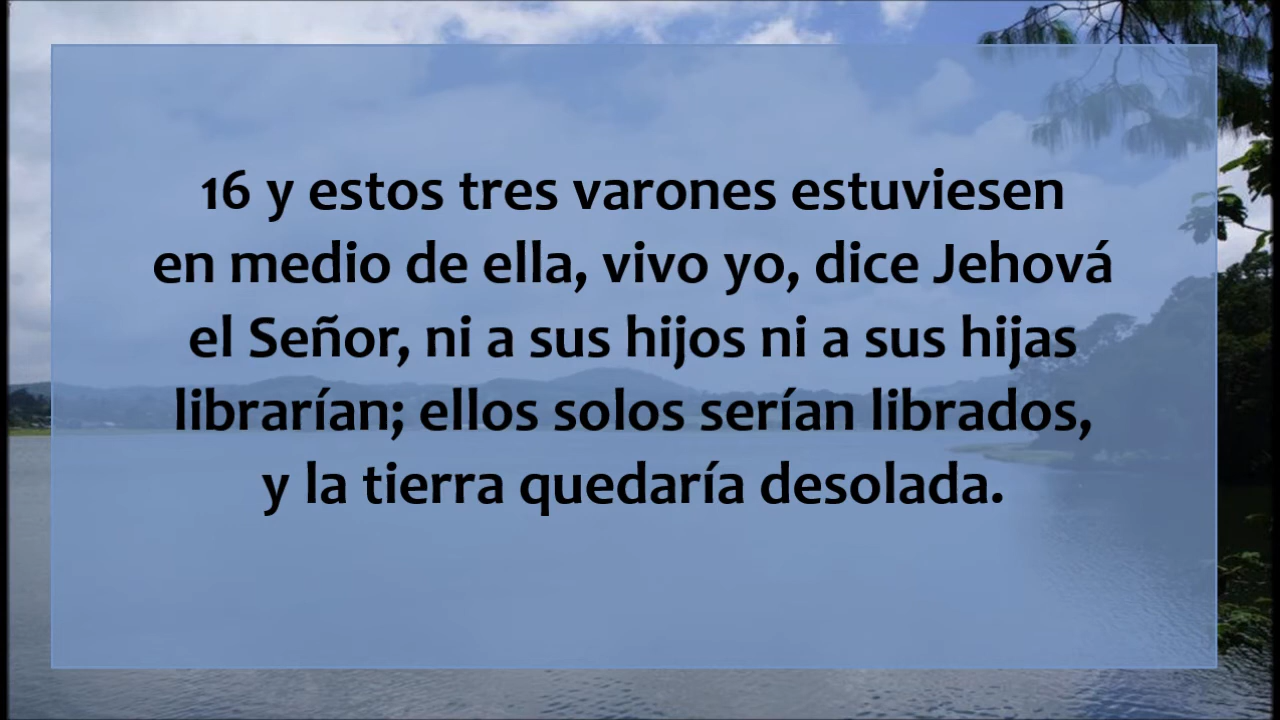 16 y estos tres varones estuviesen
en medio de ella, vivo yo, dice Jehová
el Señor, ni a sus hijos ni a sus hijas
librarían; ellos solos serían librados,
y la tierra quedaría desolada.